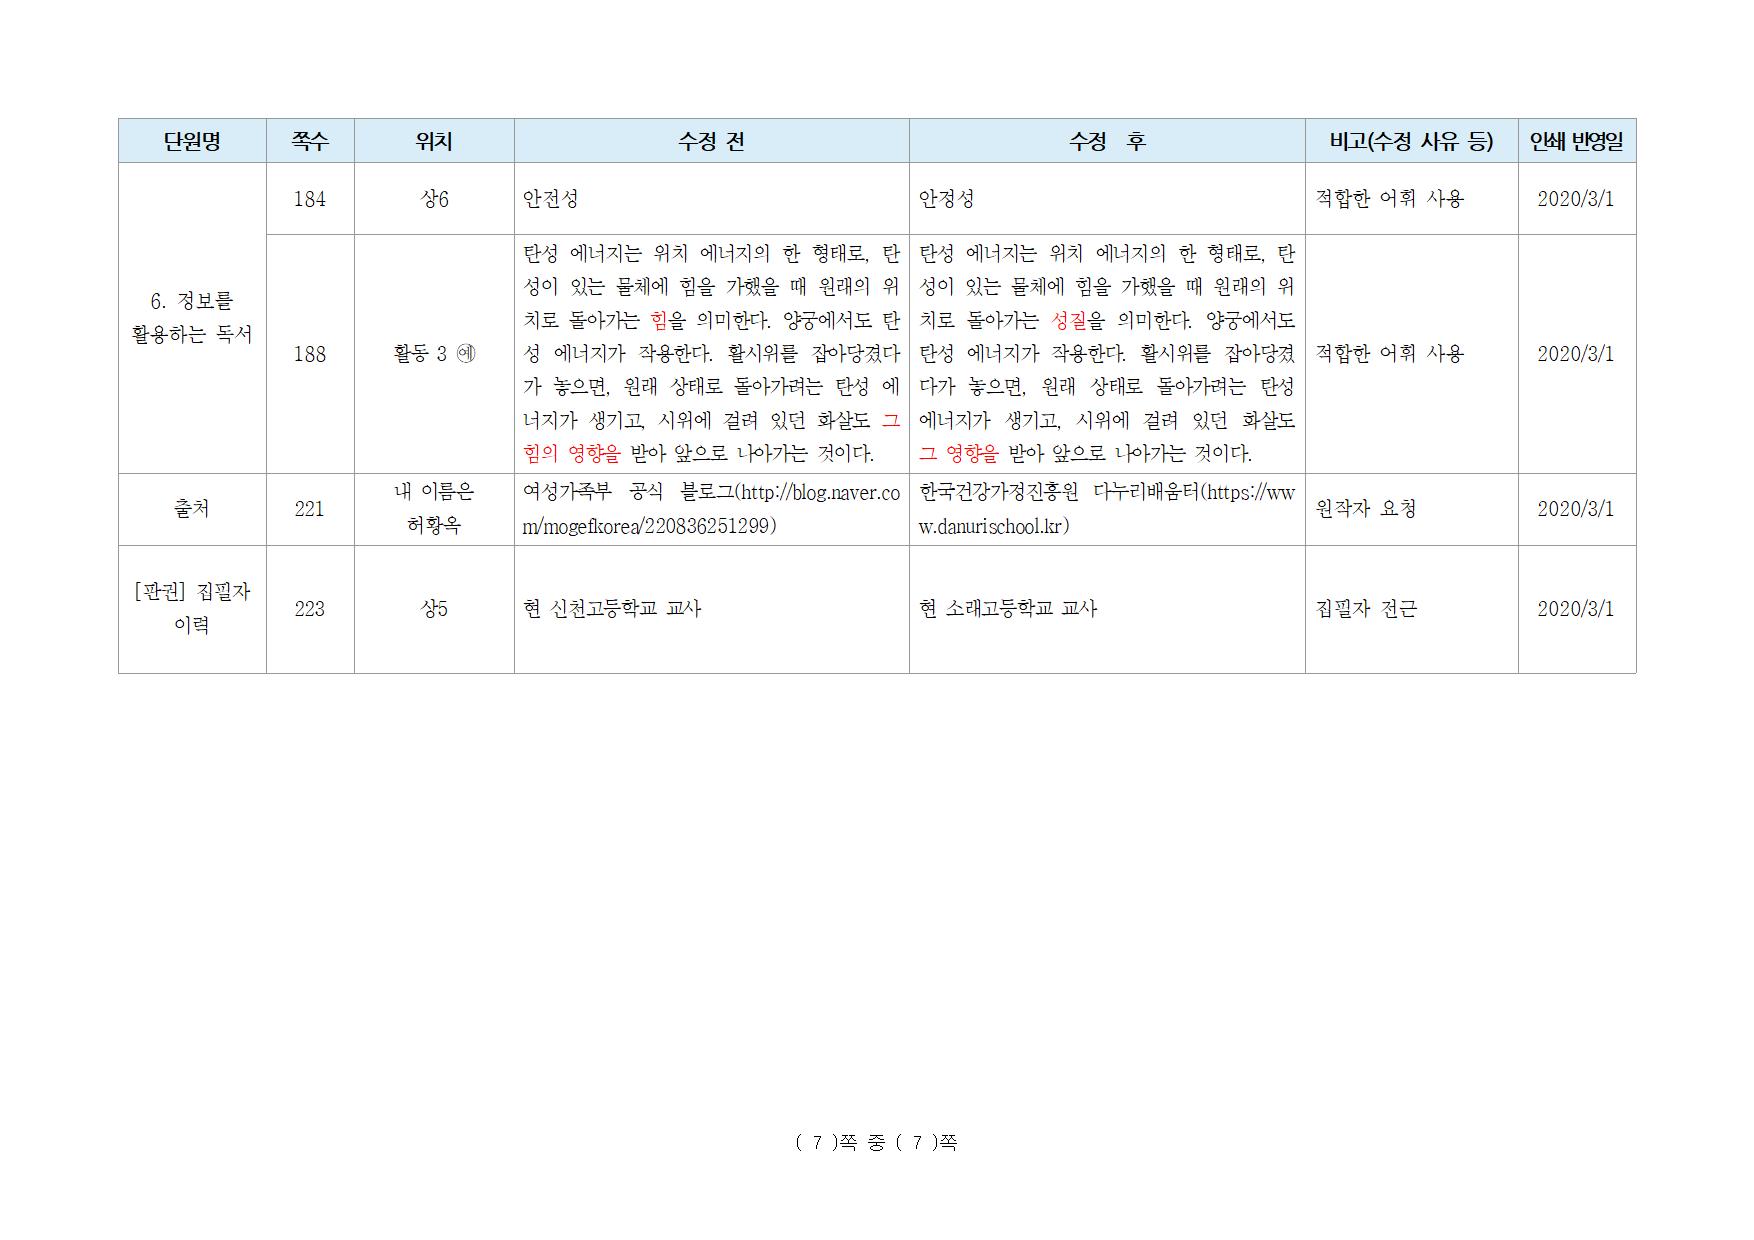 단원명 쪽수 위치 수정 전 수정 후 비고(수정 사유 등) 인쇄 반영일
6. 정보를
활용하는 독서
184 상6 안전성 안정성 적합한 어휘 사용 2020/3/1
188 활동 3 ㉠예
탄성 에너지는 위치 에너지의 한 형태로, 탄
성이 있는 물체에 힘을 가했을 때 원래의 위
치로 돌아가는 힘을 의미한다. 양궁에서도 탄
성 에너지가 작용한다. 활시위를 잡아당겼다
가 놓으면, 원래 상태로 돌아가려는 탄성 에
너지가 생기고, 시위에 걸려 있던 화살도 그
힘의 영향을 받아 앞으로 나아가는 것이다.
탄성 에너지는 위치 에너지의 한 형태로, 탄
성이 있는 물체에 힘을 가했을 때 원래의 위
치로 돌아가는 성질을 의미한다. 양궁에서도
탄성 에너지가 작용한다. 활시위를 잡아당겼
다가 놓으면, 원래 상태로 돌아가려는 탄성
에너지가 생기고, 시위에 걸려 있던 화살도
그 영향을 받아 앞으로 나아가는 것이다.
적합한 어휘 사용 2020/3/1
출처 221
내 이름은
허황옥
여성가족부 공식 블로그(http://blog.naver.co
m/mogefkorea/220836251299)
한국건강가정진흥원 다누리배움터(https://ww
w.danurischool.kr)
원작자 요청 2020/3/1
[판권] 집필자
이력
223 상5 현 신천고등학교 교사 현 소래고등학교 교사 집필자 전근 2020/3/1
( 7 )쪽 중 ( 7 )쪽